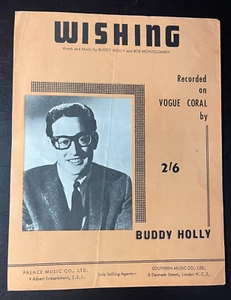 WISHING
Words and Music by BUDDY HOLLY and BOB MONTGOMERY
Recorded
on
VOGUE CORAL
by
2/6
BUDDY HOLLY
PALACE MUSIC CO., LTD.
9 Albert Embankment, S.E.1.
Sole Selling Agents:
SOUTHERN MUSIC CO., LTD.
8 Denmark Street, London W.C.2.